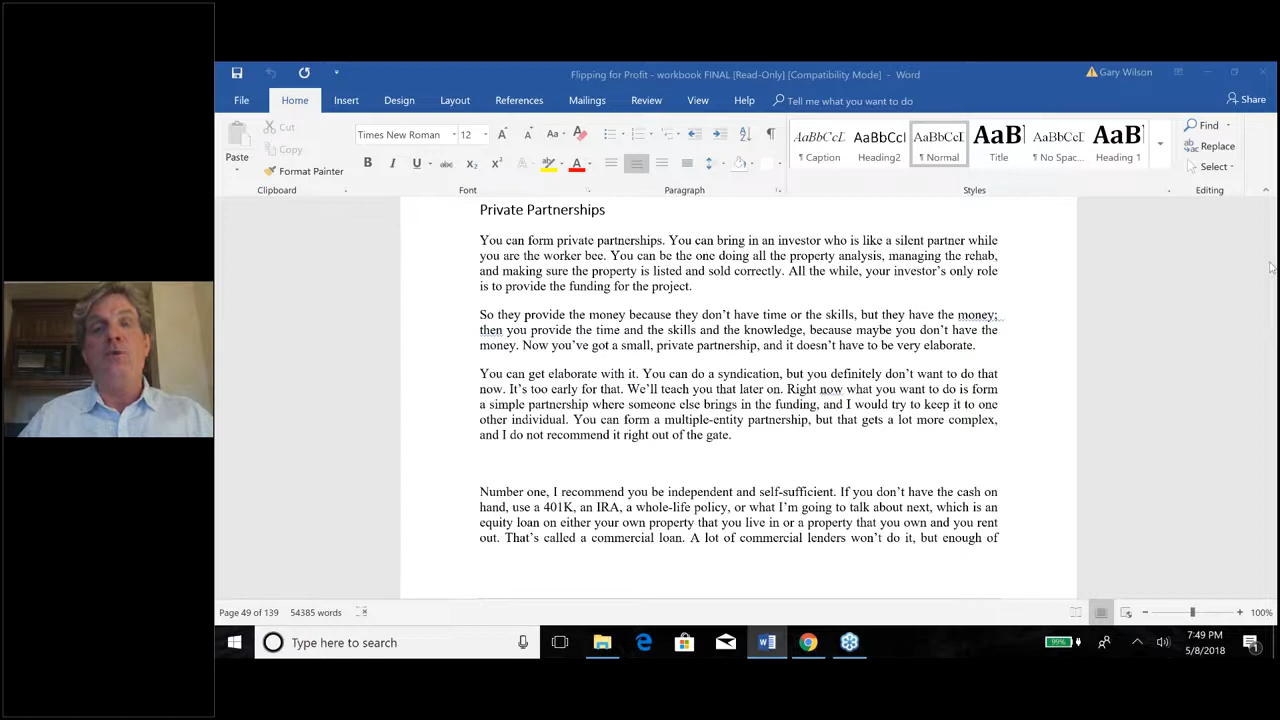 Flipping for Profit - workbook FINAL [Read-Only] [Compatibility Mode] - Word
Gary Wilson
File Home Insert Design Layout References Mailings Review View Help Tell me what you want to do Share
Paste
Cut
Copy
Format Painter
Clipboard
Times New Roman 12
Font
Paragraph
AaBbCcD AaBbCcI AaBbCcD AaBl AaBbCcD AaBb
¶ Caption Heading2 ¶ Normal Title ¶ No Spac... Heading 1
Styles
Find
Replace
Select
Editing
Private Partnerships
You can form private partnerships. You can bring in an investor who is like a silent partner while
you are the worker bee. You can be the one doing all the property analysis, managing the rehab,
and making sure the property is listed and sold correctly. All the while, your investor’s only role
is to provide the funding for the project.
So they provide the money because they don’t have time or the skills, but they have the money;
then you provide the time and the skills and the knowledge, because maybe you don’t have the
money. Now you’ve got a small, private partnership, and it doesn’t have to be very elaborate.
You can get elaborate with it. You can do a syndication, but you definitely don’t want to do that
now. It’s too early for that. We’ll teach you that later on. Right now what you want to do is form
a simple partnership where someone else brings in the funding, and I would try to keep it to one
other individual. You can form a multiple-entity partnership, but that gets a lot more complex,
and I do not recommend it right out of the gate.
Number one, I recommend you be independent and self-sufficient. If you don’t have the cash on
hand, use a 401K, an IRA, a whole-life policy, or what I’m going to talk about next, which is an
equity loan on either your own property that you live in or a property that you own and you rent
out. That’s called a commercial loan. A lot of commercial lenders won’t do it, but enough of
Page 49 of 139 54385 words 100%
Type here to search
99%
7:49 PM
5/8/2018
1